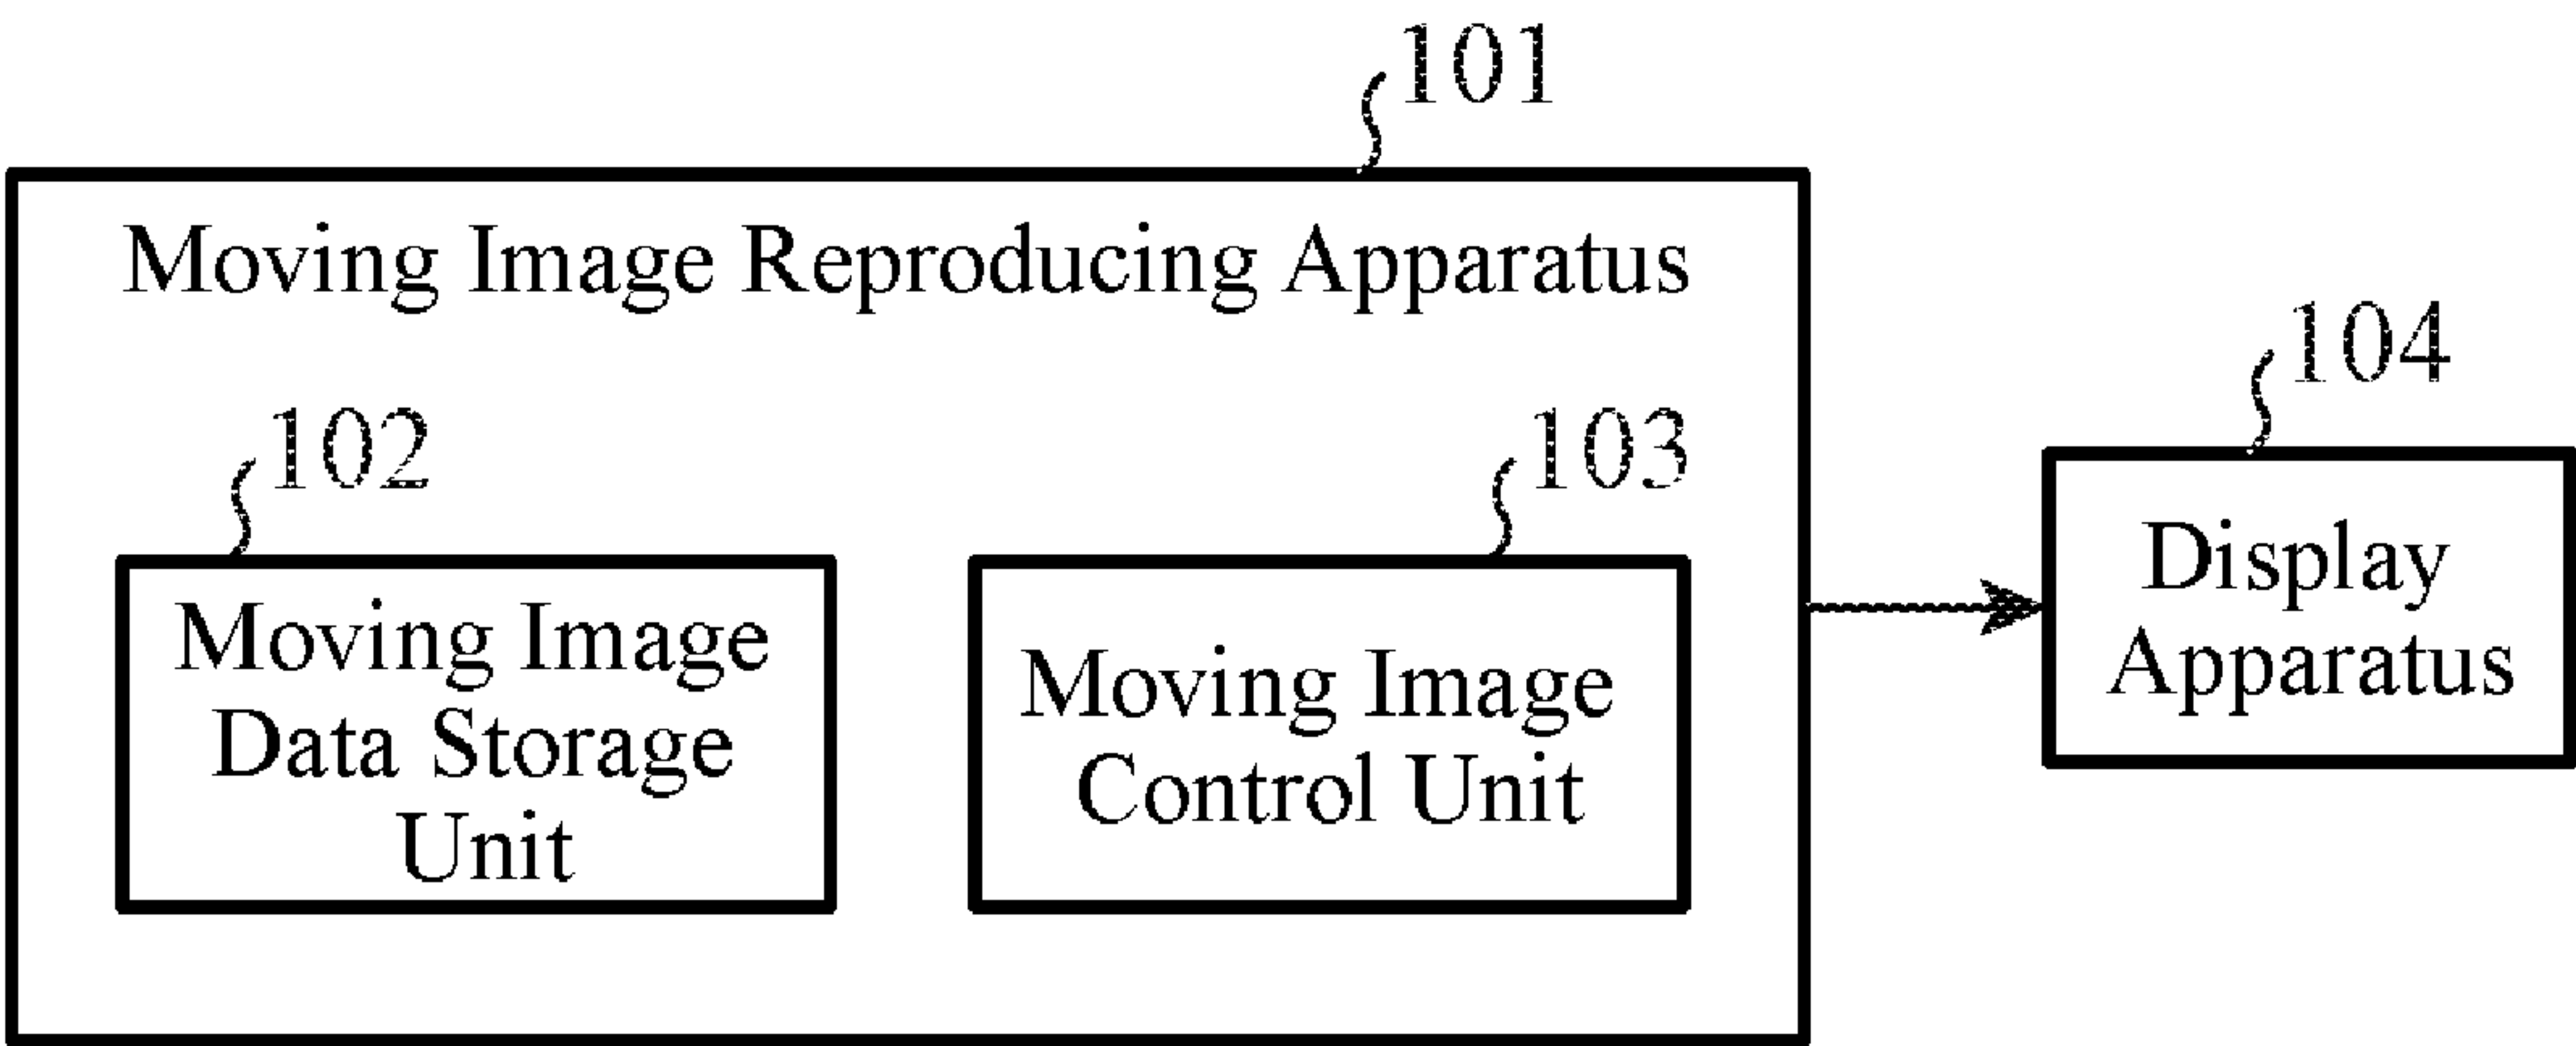 101
Moving Image Reproducing Apparatus
104
102
103
Moving Image
Data Storage
Unit
Moving Image
Control Unit
Display
Apparatus